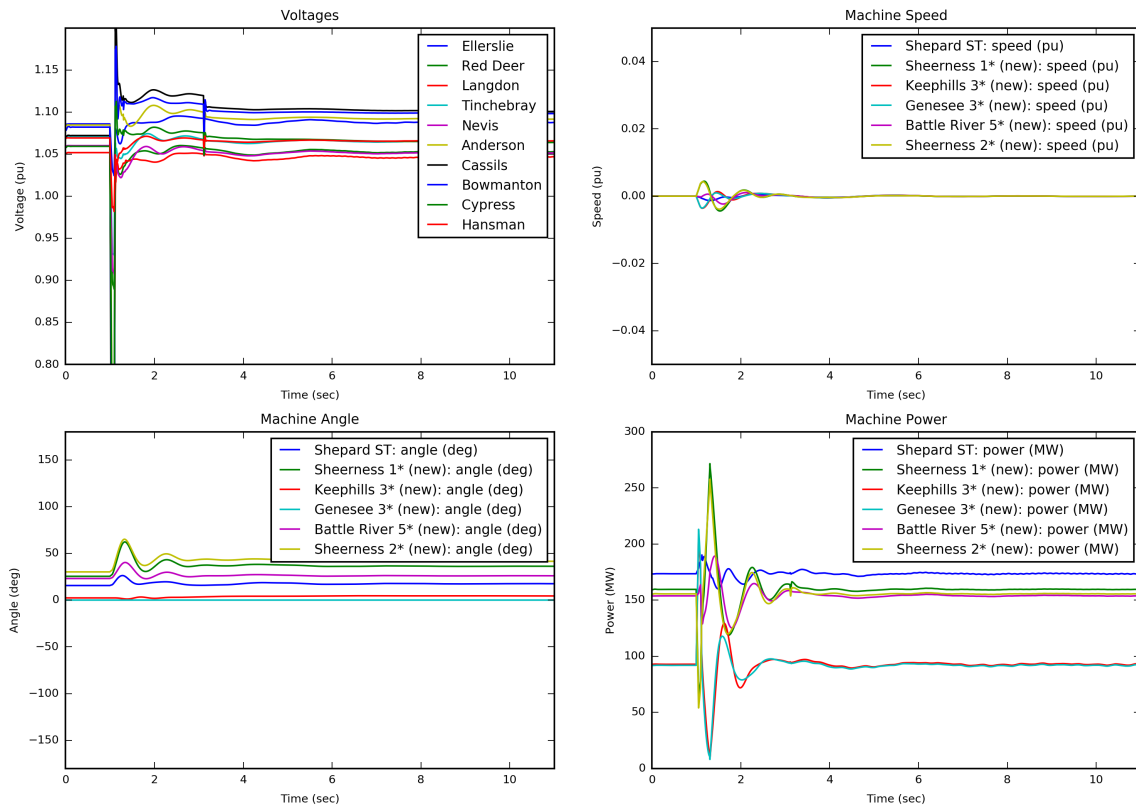 Voltages
1.15
1.10
1.05
1.00
0.95
0.90
0.85
0.80
Voltage (pu)
0
2
4
6
8
10
Time (sec)
Ellerslie
Red Deer
Langdon
Tinchebray
Nevis
Anderson
Cassils
Bowmanton
Cypress
Hansman
Machine Speed
0.04
0.02
0.00
−0.02
−0.04
Speed (pu)
0
2
4
6
8
10
Time (sec)
Shepard ST: speed (pu)
Sheerness 1* (new): speed (pu)
Keephills 3* (new): speed (pu)
Genesee 3* (new): speed (pu)
Battle River 5* (new): speed (pu)
Sheerness 2* (new): speed (pu)
Machine Angle
150
100
50
0
−50
−100
−150
Angle (deg)
0
2
4
6
8
10
Time (sec)
Shepard ST: angle (deg)
Sheerness 1* (new): angle (deg)
Keephills 3* (new): angle (deg)
Genesee 3* (new): angle (deg)
Battle River 5* (new): angle (deg)
Sheerness 2* (new): angle (deg)
Machine Power
300
250
200
150
100
50
0
Power (MW)
0
2
4
6
8
10
Time (sec)
Shepard ST: power (MW)
Sheerness 1* (new): power (MW)
Keephills 3* (new): power (MW)
Genesee 3* (new): power (MW)
Battle River 5* (new): power (MW)
Sheerness 2* (new): power (MW)